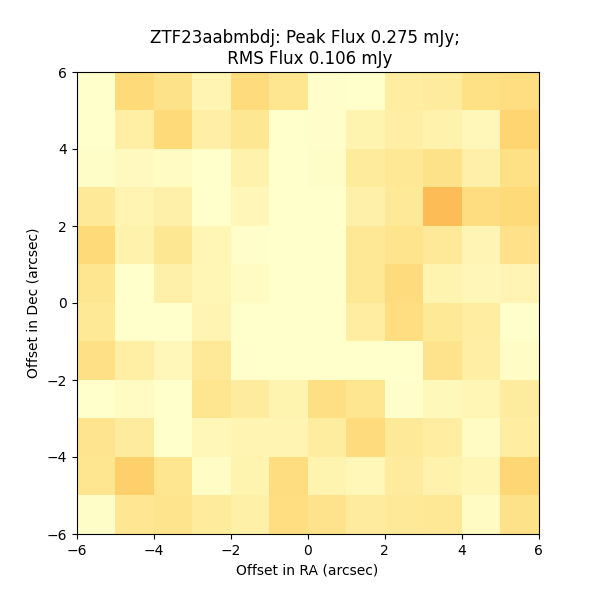 ZTF23aabmbdj: Peak Flux 0.275 mJy;
RMS Flux 0.106 mJy
6
4
2
0
−2
−4
−6
Offset in Dec (arcsec)
−6 −4 −2 0 2 4 6
Offset in RA (arcsec)